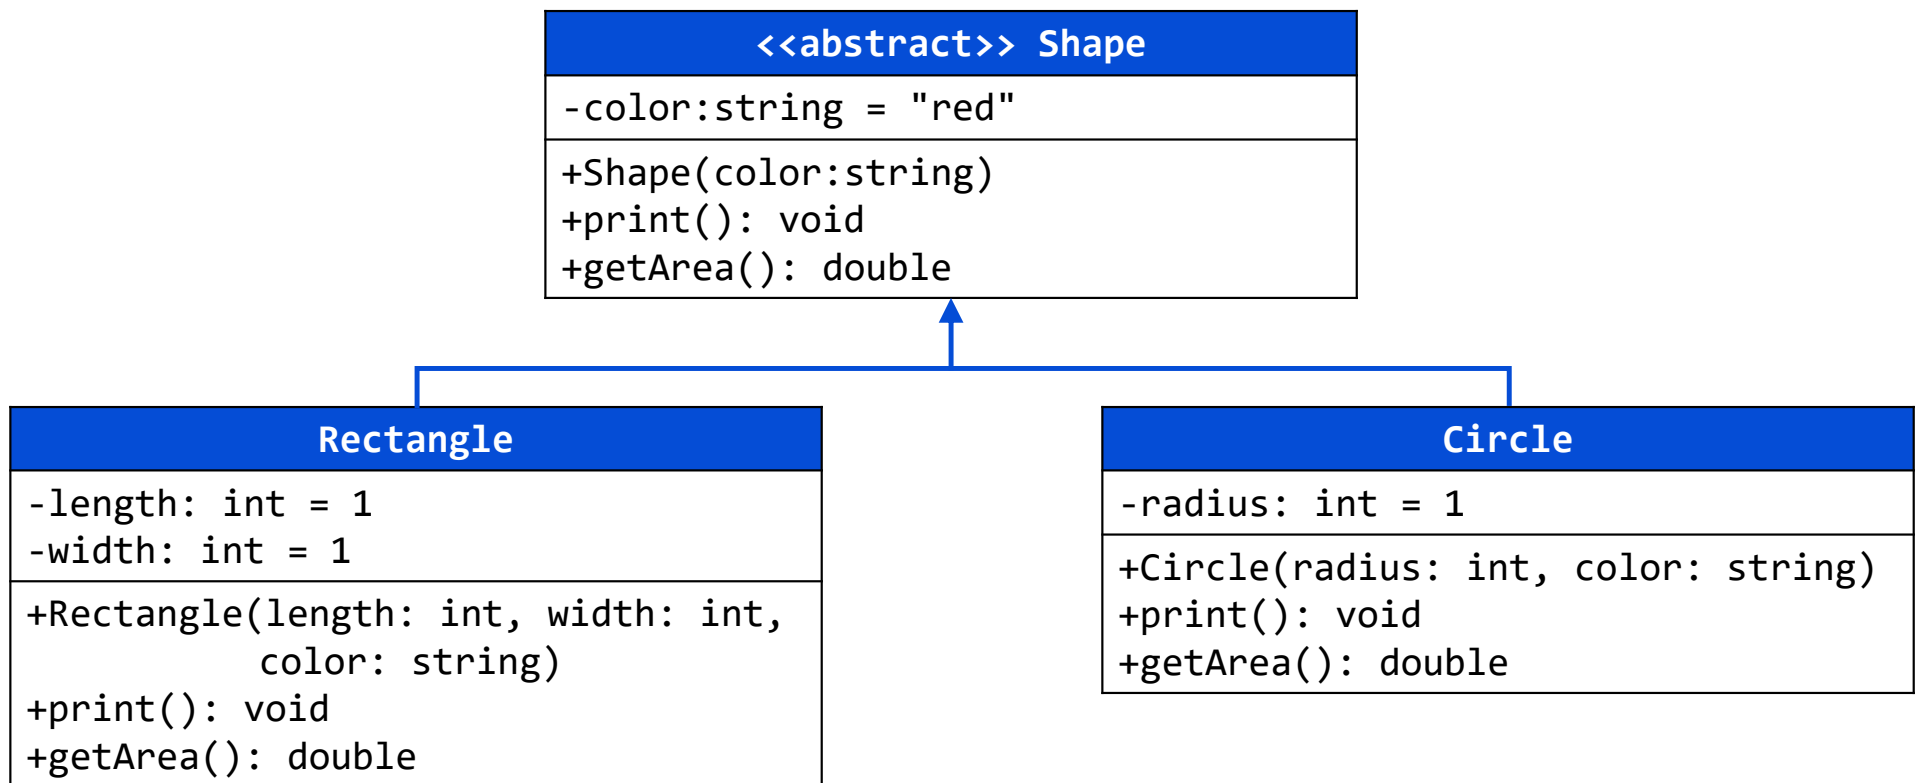 <<abstract>> Shape
-color:string = "red"
+Shape(color:string)
+print(): void
+getArea(): double
Rectangle
-length: int = 1
-width: int = 1
+Rectangle(length: int, width: int,
color: string)
+print(): void
+getArea(): double
Circle
-radius: int = 1
+Circle(radius: int, color: string)
+print(): void
+getArea(): double